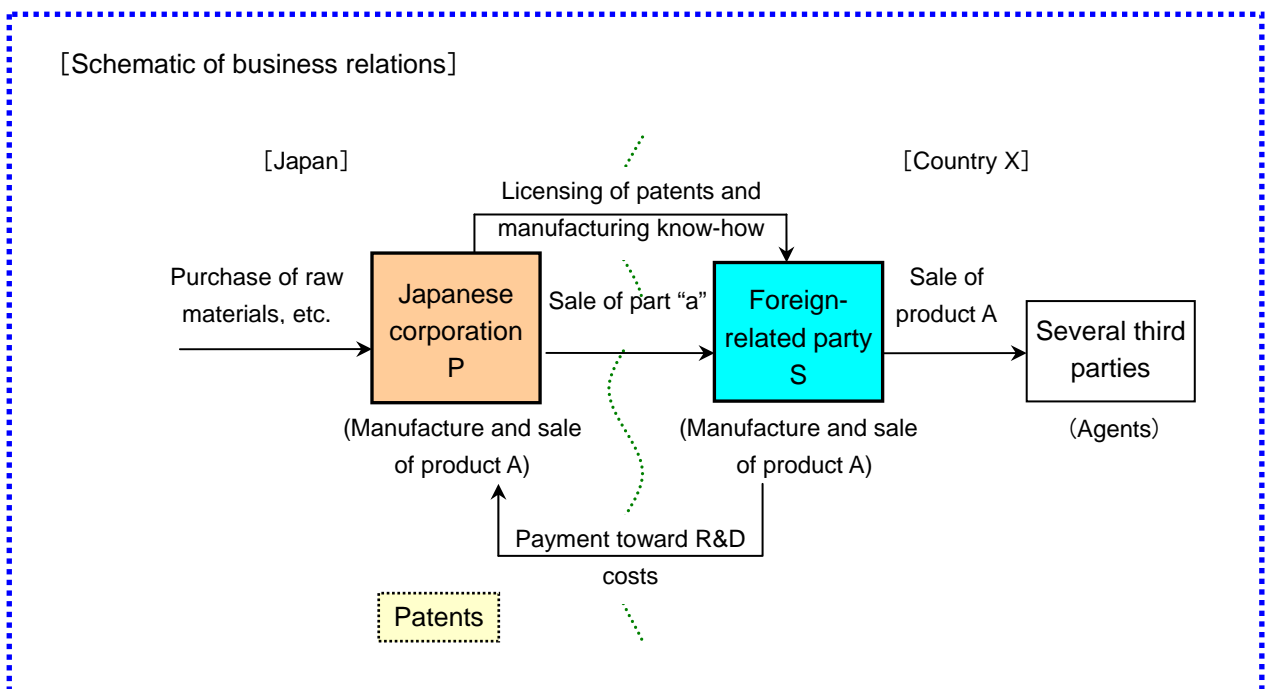 ［Schematic of business relations］
［Japan］
［Country X］
Licensing of patents and
manufacturing know-how
Purchase of raw
materials, etc.
Japanese
corporation
P
Sale of part “a”
Foreign-
related party
S
Sale of
product A
Several third
parties
(Manufacture and sale
of product A)
(Manufacture and sale
of product A)
（Agents）
Payment toward R&D
costs
Patents